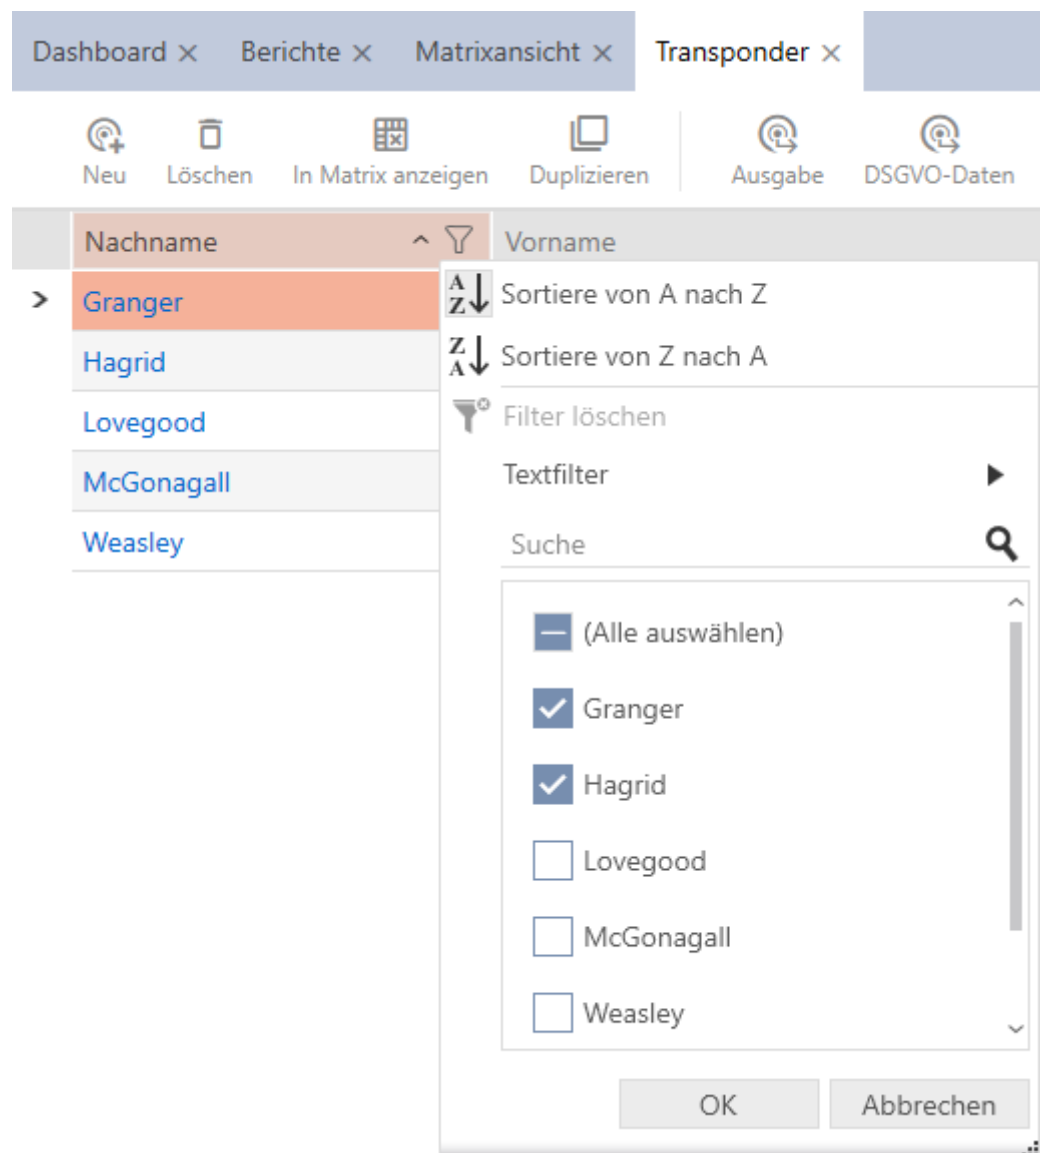 Dashboard Berichte Matrixansicht Transponder
Neu Löschen In Matrix anzeigen Duplizieren Ausgabe DSGVO-Daten
Nachname Vorname
Granger
Hagrid
Lovegood
McGonagall
Weasley
Sortiere von A nach Z
Sortiere von Z nach A
Filter löschen
Textfilter
Suche
(Alle auswählen)
Granger
Hagrid
Lovegood
McGonagall
Weasley
OK Abbrechen